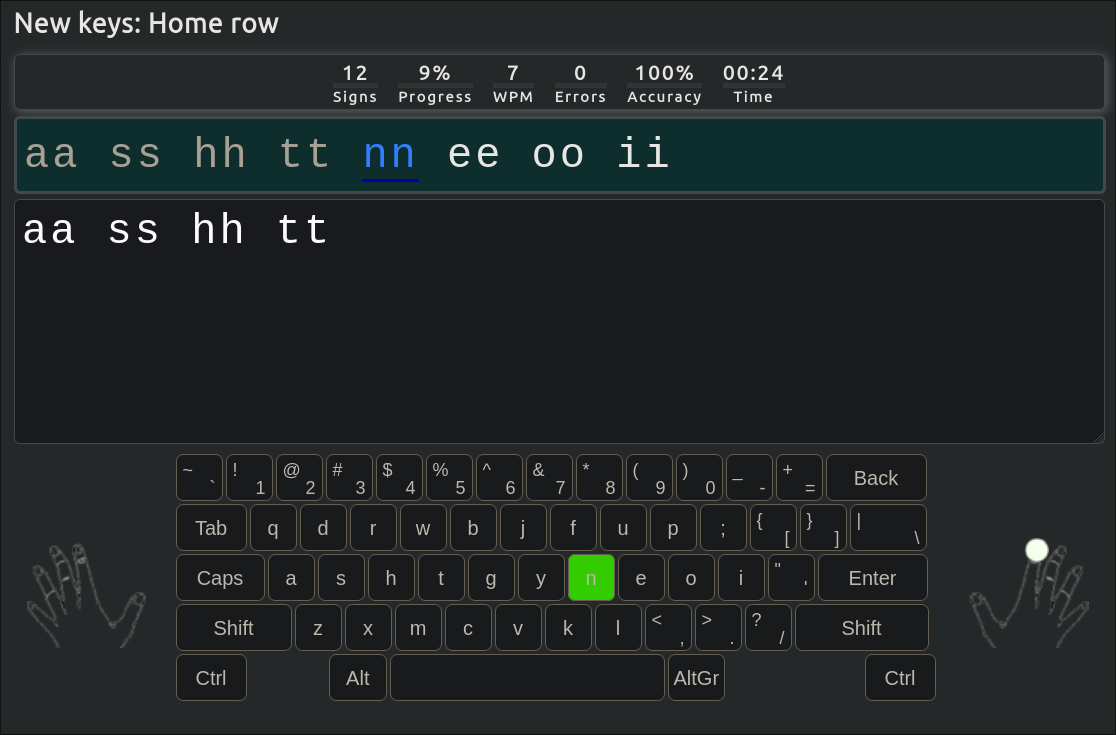 New keys: Home row
12 9% 7 0 100% 00:24
Signs Progress WPM Errors Accuracy Time
aa ss hh tt nn ee oo ii
aa ss hh tt
~ ` ! 1 @ 2 # 3 $ 4 % 5 ^ 6 & 7 * 8 ( 9 ) 0 _ - + = Back
Tab q d r w b j f u p ; { [ } ] | \
Caps a s h t g y n e o i " ' Enter
Shift z x m c v k l < , > . ? / Shift
Ctrl Alt AltGr Ctrl